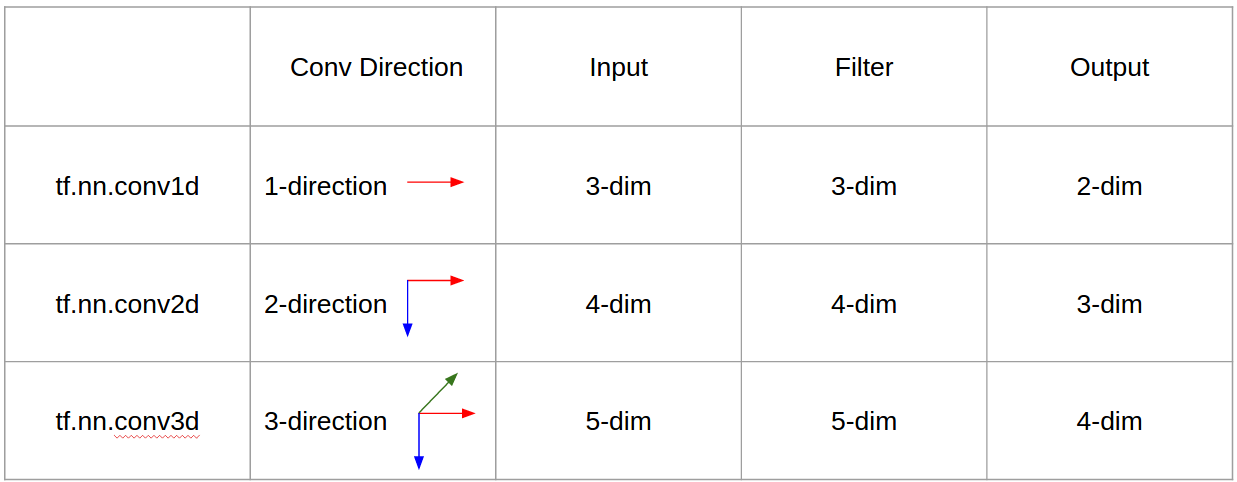 Conv Direction Input Filter Output
tf.nn.conv1d 1-direction 3-dim 3-dim 2-dim
tf.nn.conv2d 2-direction 4-dim 4-dim 3-dim
tf.nn.conv3d 3-direction 5-dim 5-dim 4-dim